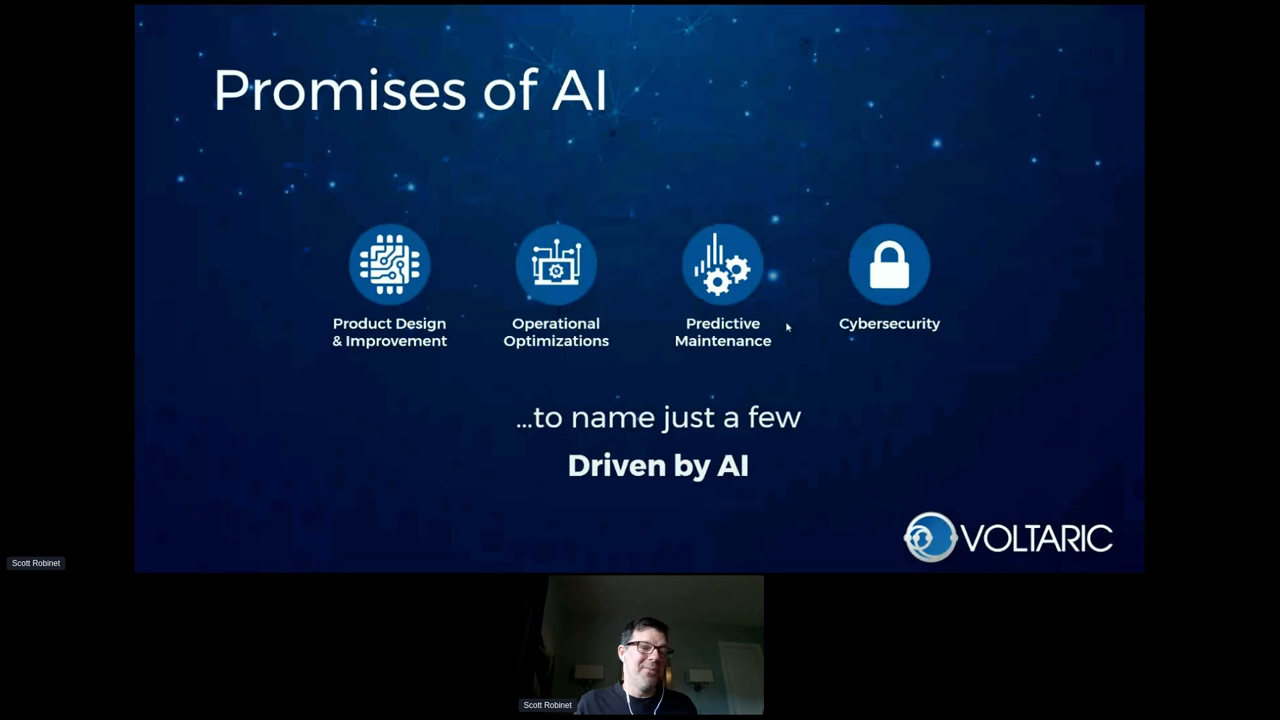 Promises of AI
Product Design
& Improvement
Operational
Optimizations
Predictive
Maintenance
Cybersecurity
...to name just a few
Driven by AI
VOLTARIC
Scott Robinet
Scott Robinet